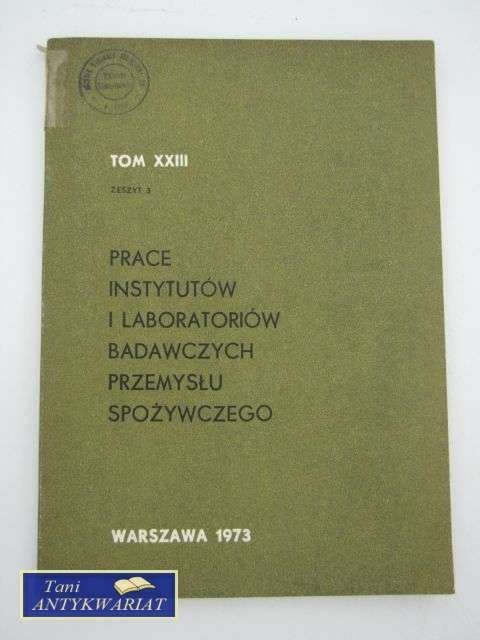 TOM XXIII
ZESZYT 3
PRACE
INSTYTUTÓW
I LABORATORIÓW
BADAWCZYCH
PRZEMYSŁU
SPOŻYWCZEGO
WARSZAWA 1973
Tani
ANTYKWARIAT